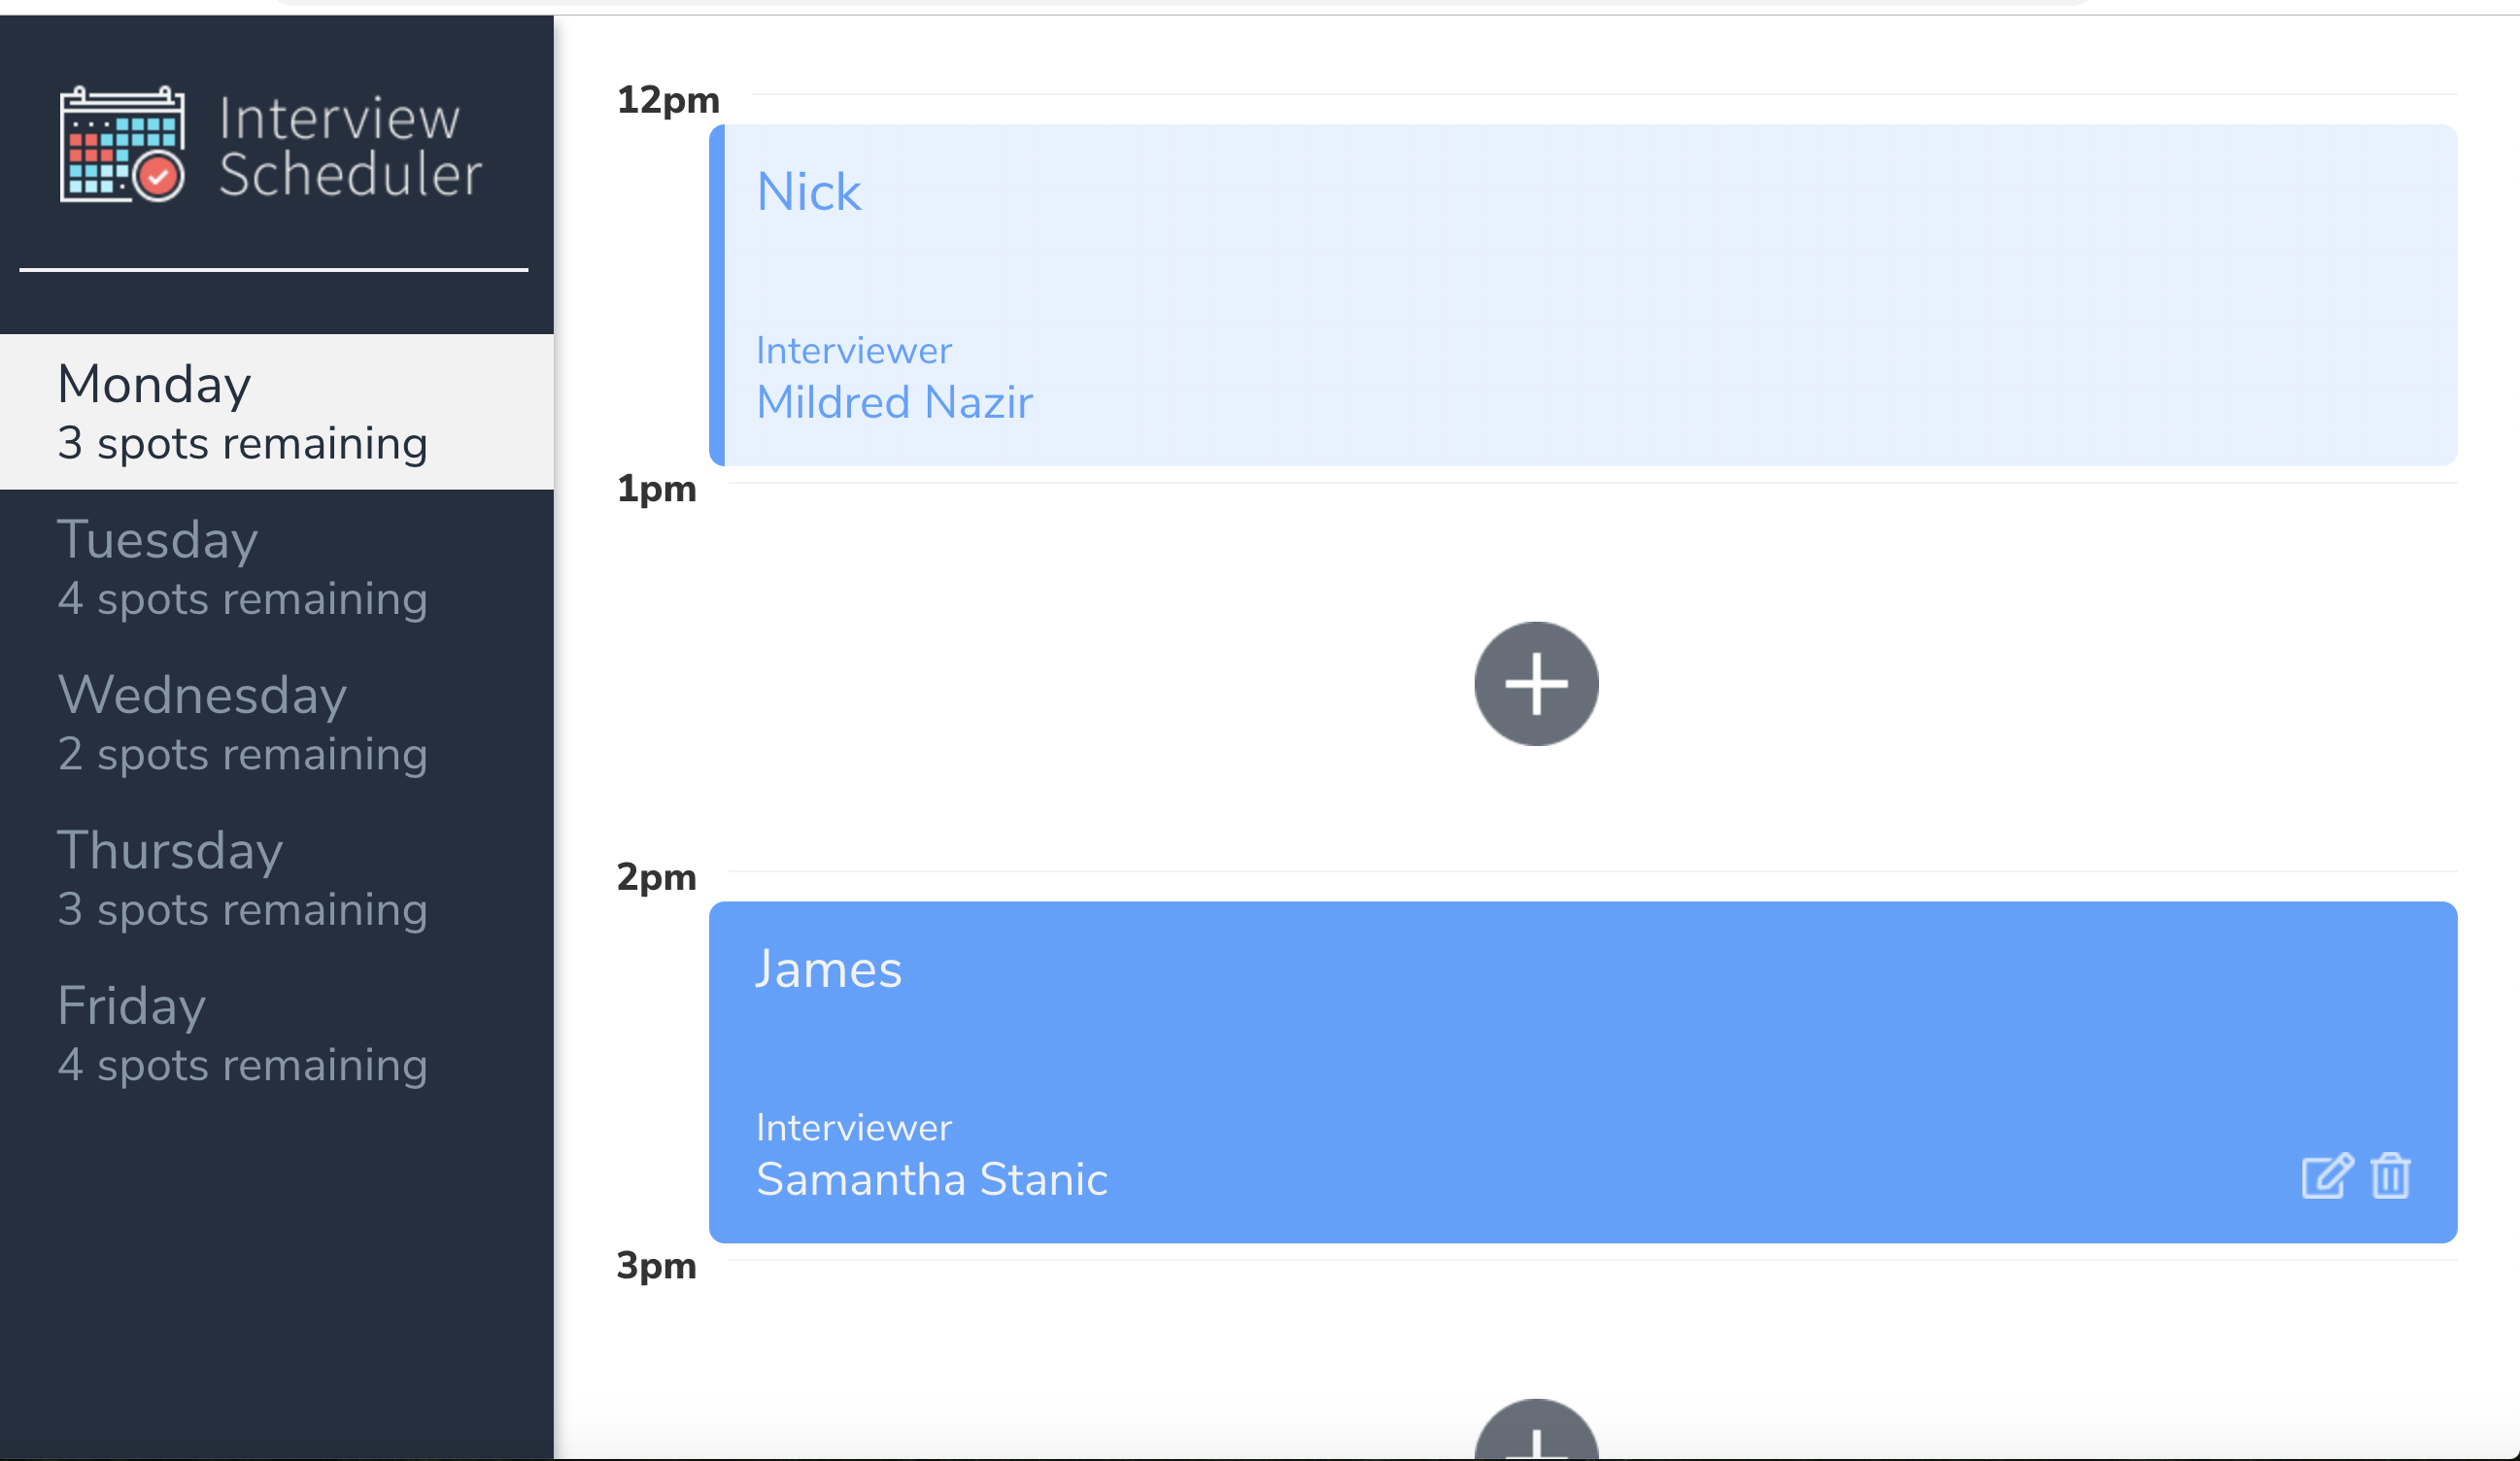 Interview
Scheduler
Monday
3 spots remaining
Tuesday
4 spots remaining
Wednesday
2 spots remaining
Thursday
3 spots remaining
Friday
4 spots remaining
12pm
Nick
Interviewer
Mildred Nazir
1pm
2pm
James
Interviewer
Samantha Stanic
3pm